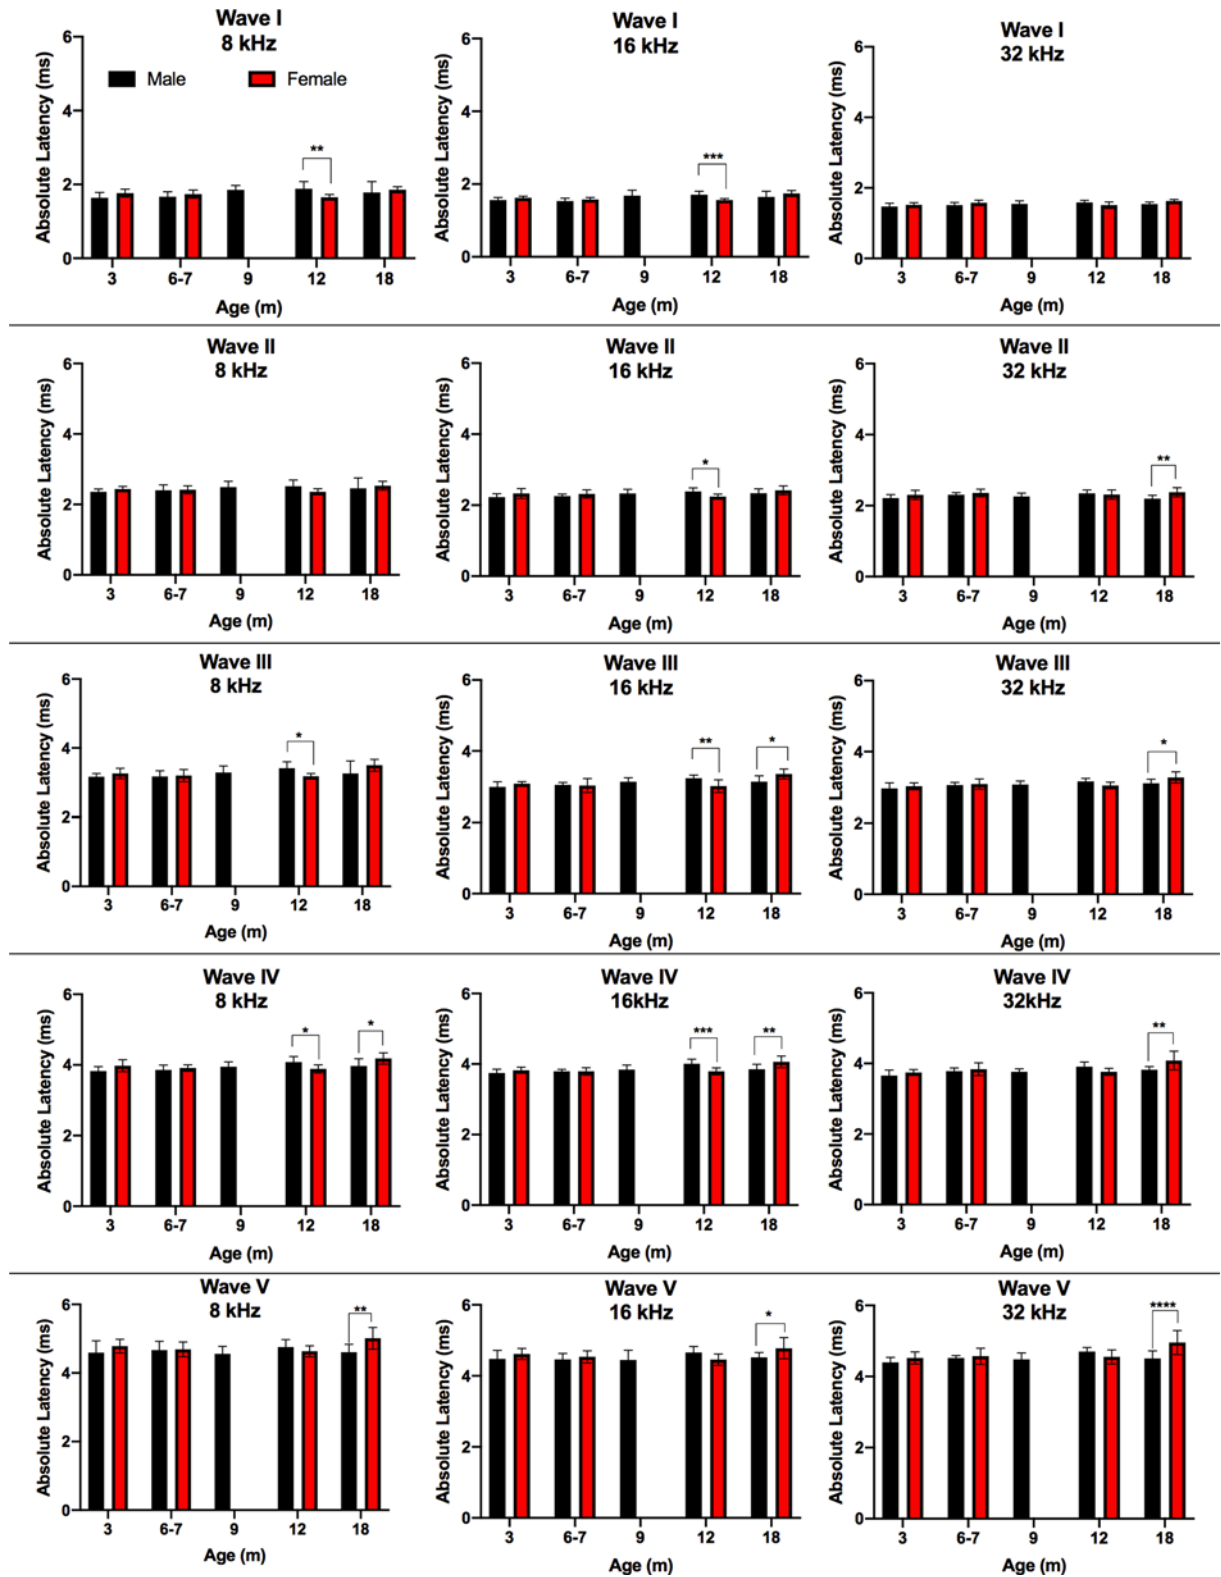 Wave I
8 kHz
Absolute Latency (ms)
6
4
2
0
Male
Female
**
3
6-7
9
12
18
Age (m)
Wave I
16 kHz
Absolute Latency (ms)
6
4
2
0
***
3
6-7
9
12
18
Age (m)
Wave I
32 kHz
Absolute Latency (ms)
6
4
2
0
3
6-7
9
12
18
Age (m)
Wave II
8 kHz
Absolute Latency (ms)
6
4
2
0
3
6-7
9
12
18
Age (m)
Wave II
16 kHz
Absolute Latency (ms)
6
4
2
0
*
3
6-7
9
12
18
Age (m)
Wave II
32 kHz
Absolute Latency (ms)
6
4
2
0
**
3
6-7
9
12
18
Age (m)
Wave III
8 kHz
Absolute Latency (ms)
6
4
2
0
*
3
6-7
9
12
18
Age (m)
Wave III
16 kHz
Absolute Latency (ms)
6
4
2
0
**
*
3
6-7
9
12
18
Age (m)
Wave III
32 kHz
Absolute Latency (ms)
6
4
2
0
*
3
6-7
9
12
18
Age (m)
Wave IV
8 kHz
Absolute Latency (ms)
6
4
2
0
*
*
3
6-7
9
12
18
Age (m)
Wave IV
16kHz
Absolute Latency (ms)
6
4
2
0
***
**
3
6-7
9
12
18
Age (m)
Wave IV
32kHz
Absolute Latency (ms)
6
4
2
0
**
3
6-7
9
12
18
Age (m)
Wave V
8 kHz
Absolute Latency (ms)
6
4
2
0
**
3
6-7
9
12
18
Age (m)
Wave V
16 kHz
Absolute Latency (ms)
6
4
2
0
*
3
6-7
9
12
18
Age (m)
Wave V
32 kHz
Absolute Latency (ms)
6
4
2
0
****
3
6-7
9
12
18
Age (m)